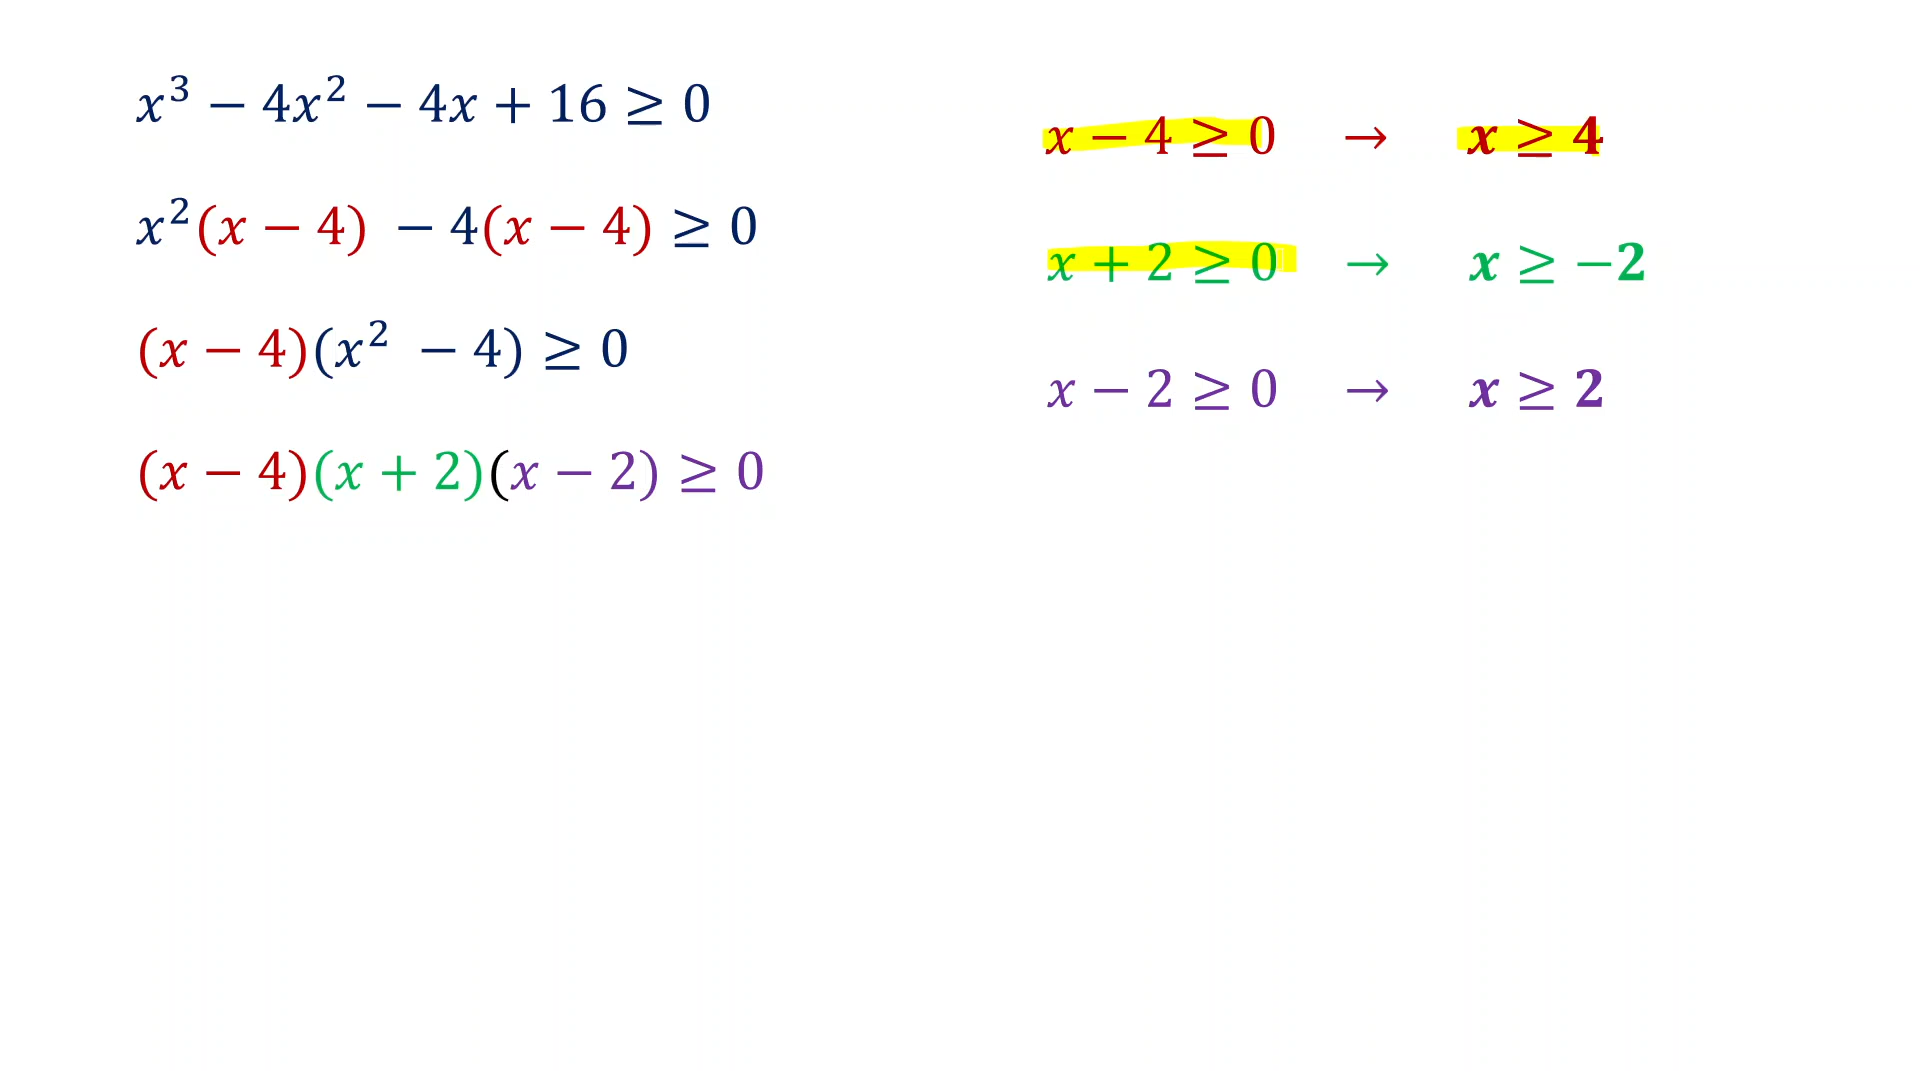 x³ − 4x² − 4x + 16 ≥ 0
x²(x − 4) − 4(x − 4) ≥ 0
(x − 4)(x² − 4) ≥ 0
(x − 4)(x + 2)(x − 2) ≥ 0
x − 4 ≥ 0 → x ≥ 4
x + 2 ≥ 0 → x ≥ −2
x − 2 ≥ 0 → x ≥ 2